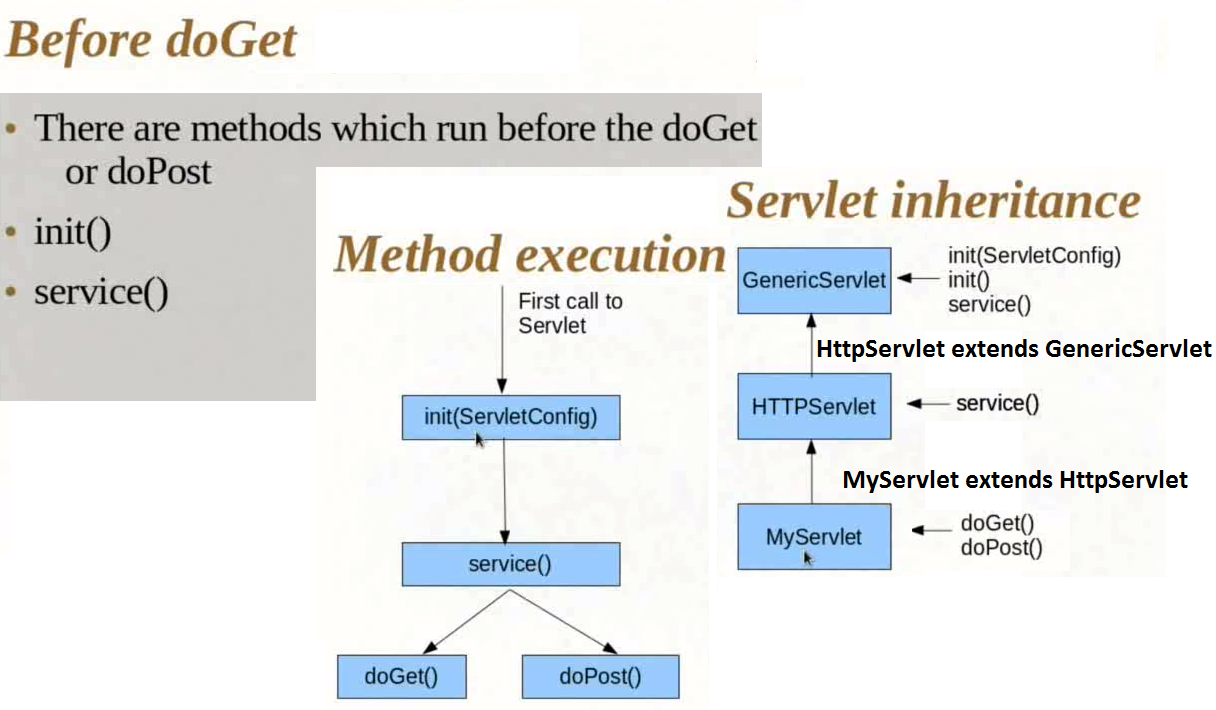 Before doGet
• There are methods which run before the doGet
or doPost
• init()
• service()
Method execution
First call to
Servlet
init(ServletConfig)
service()
doGet()
doPost()
Servlet inheritance
GenericServlet
init(ServletConfig)
init()
service()
HttpServlet extends GenericServlet
HTTPServlet
service()
MyServlet extends HttpServlet
MyServlet
doGet()
doPost()